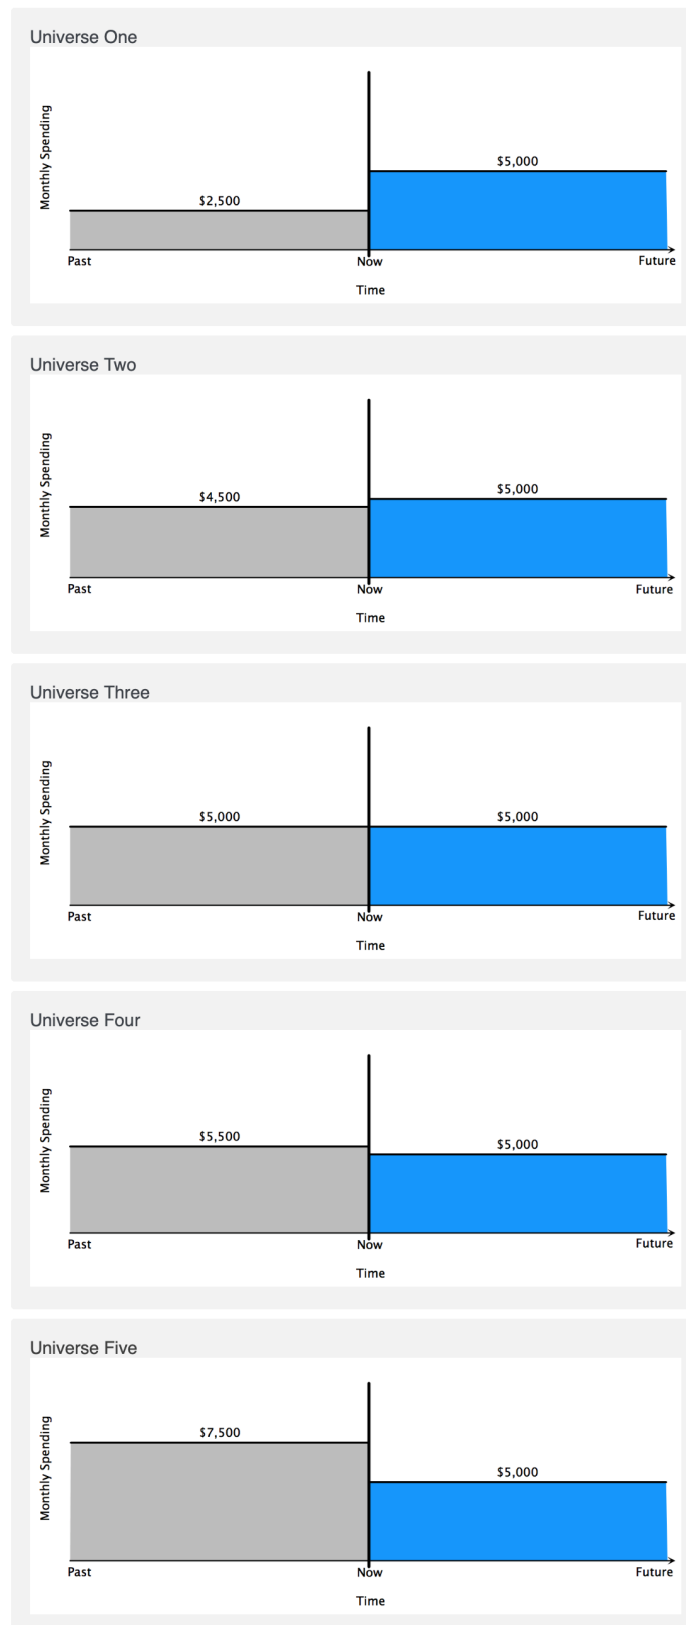 Universe One
Monthly Spending
$5,000
$2,500
Past
Now
Future
Time
Universe Two
Monthly Spending
$5,000
$4,500
Past
Now
Future
Time
Universe Three
Monthly Spending
$5,000
$5,000
Past
Now
Future
Time
Universe Four
Monthly Spending
$5,500
$5,000
Past
Now
Future
Time
Universe Five
Monthly Spending
$7,500
$5,000
Past
Now
Future
Time